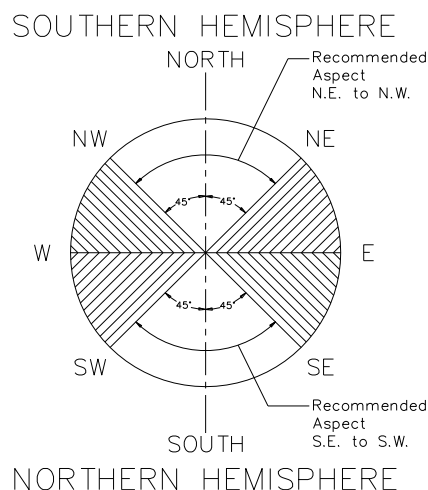 SOUTHERN HEMISPHERE
NORTH
Recommended
Aspect
N.E. to N.W.
NW
NE
45° 45°
W
E
45° 45°
SW
SE
Recommended
Aspect
S.E. to S.W.
SOUTH
NORTHERN HEMISPHERE